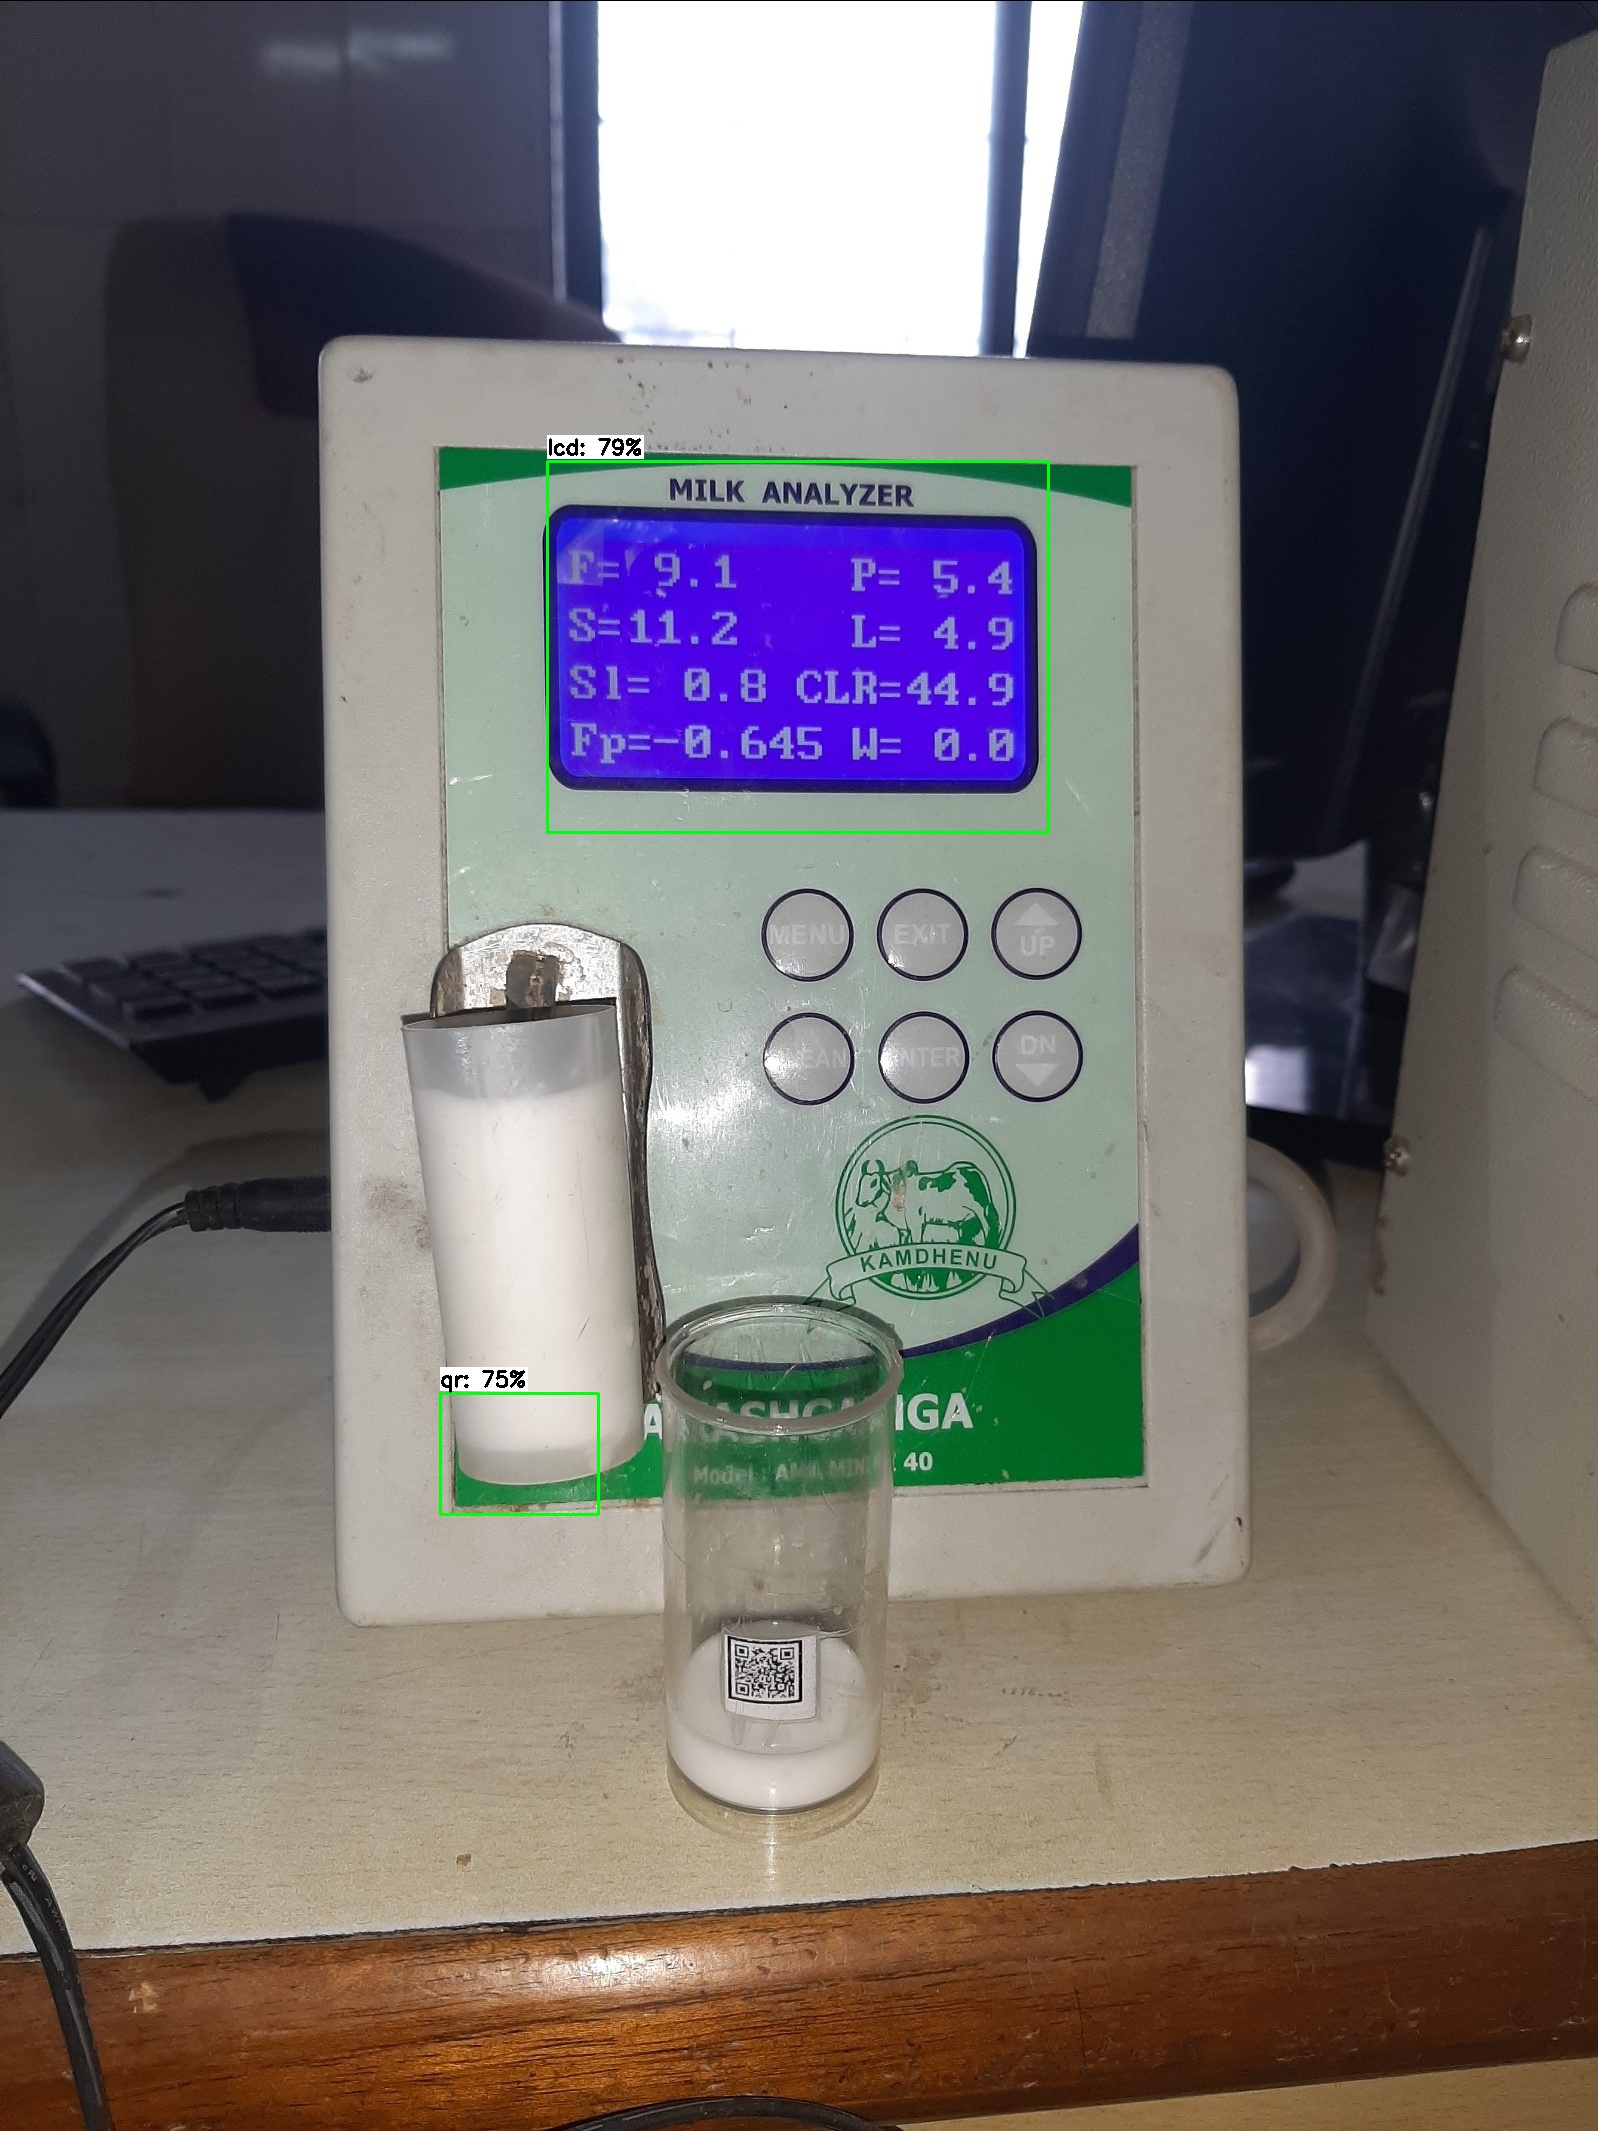 lcd: 79%
MILK ANALYZER
F= 9.1 P= 5.4
S=11.2 L= 4.9
Sl= 0.8 CLR=44.9
Fp=-0.645 W= 0.0
MENU EXIT UP
DN
KAMDHENU
qr: 75%
40